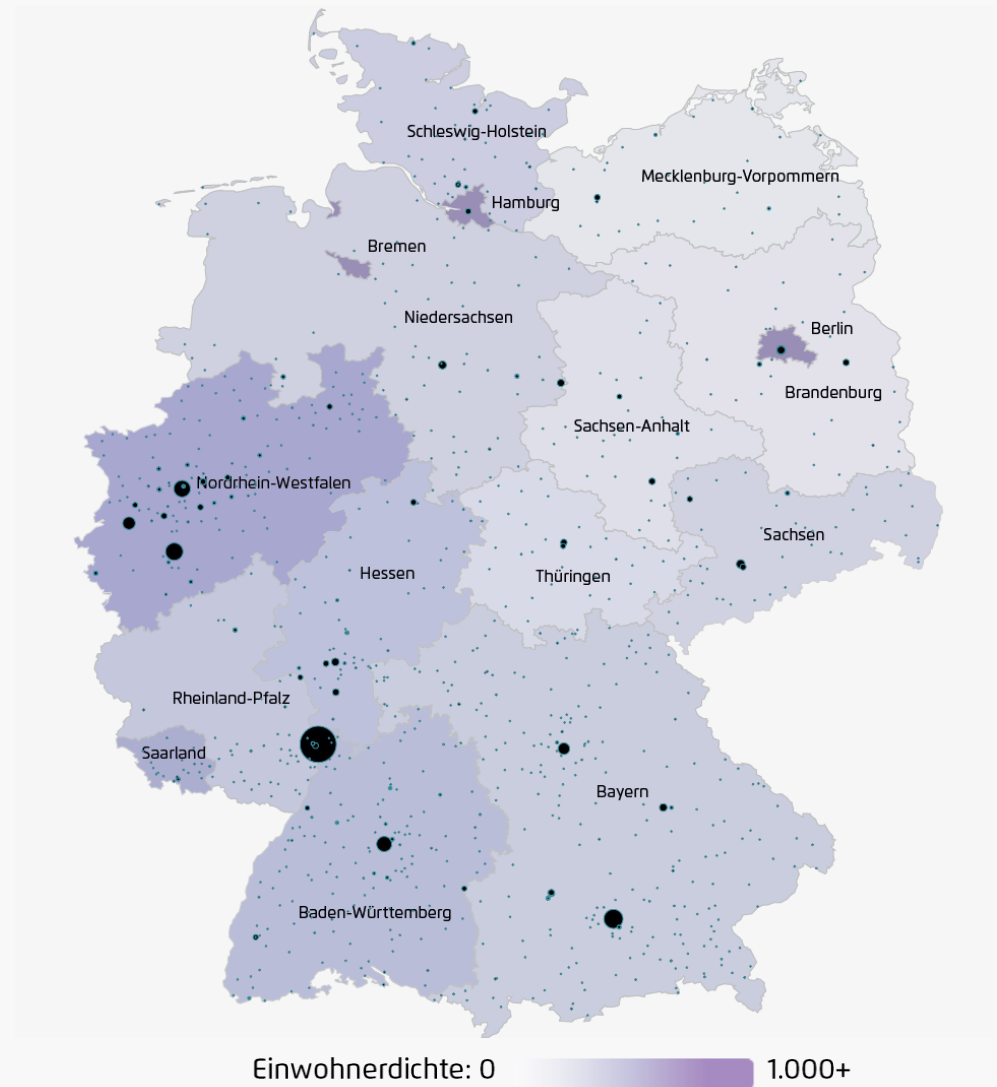 Schleswig-Holstein
Mecklenburg-Vorpommern
Hamburg
Bremen
Niedersachsen
Berlin
Brandenburg
Sachsen-Anhalt
Nordrhein-Westfalen
Sachsen
Hessen
Thüringen
Rheinland-Pfalz
Saarland
Bayern
Baden-Württemberg
Einwohnerdichte: 0 1.000+